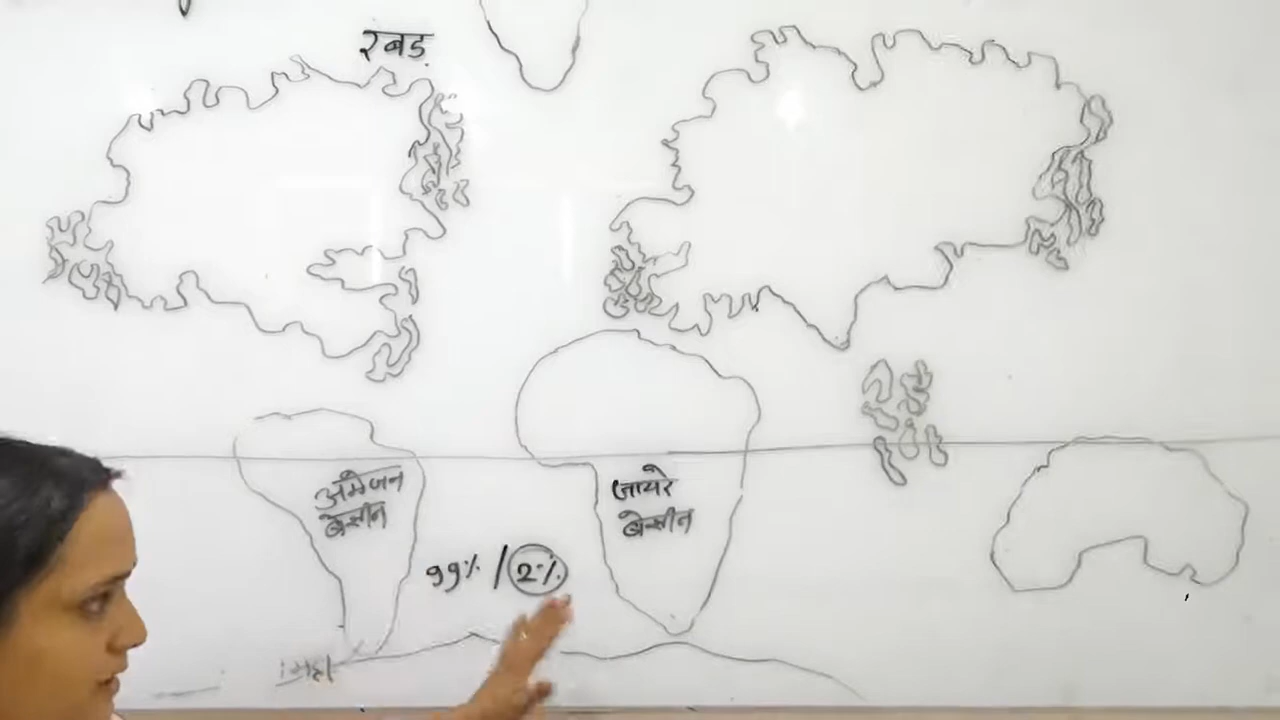 रबड़
अमेजन
बेसीन
जायरे
बेसीन
99% / 2%